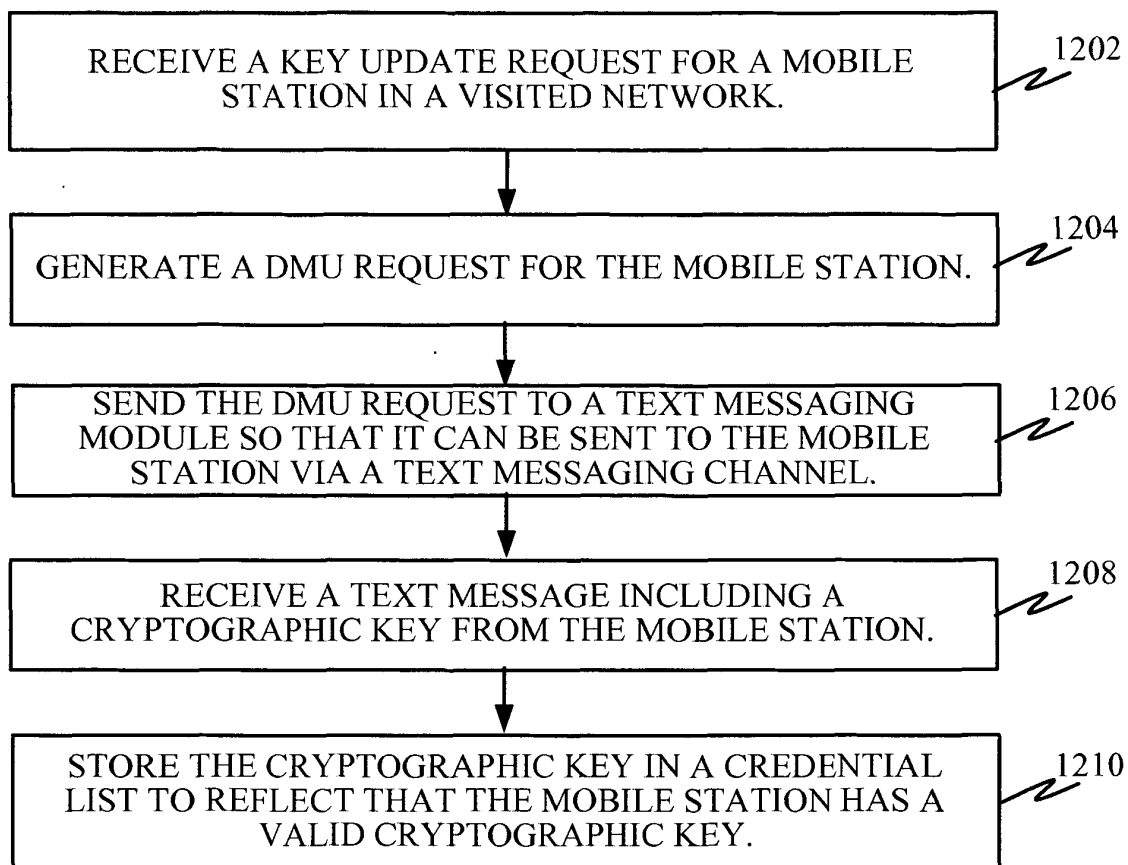 RECEIVE A KEY UPDATE REQUEST FOR A MOBILE
STATION IN A VISITED NETWORK.
1202
GENERATE A DMU REQUEST FOR THE MOBILE STATION.
1204
SEND THE DMU REQUEST TO A TEXT MESSAGING
MODULE SO THAT IT CAN BE SENT TO THE MOBILE
STATION VIA A TEXT MESSAGING CHANNEL.
1206
RECEIVE A TEXT MESSAGE INCLUDING A
CRYPTOGRAPHIC KEY FROM THE MOBILE STATION.
1208
STORE THE CRYPTOGRAPHIC KEY IN A CREDENTIAL
LIST TO REFLECT THAT THE MOBILE STATION HAS A
VALID CRYPTOGRAPHIC KEY.
1210